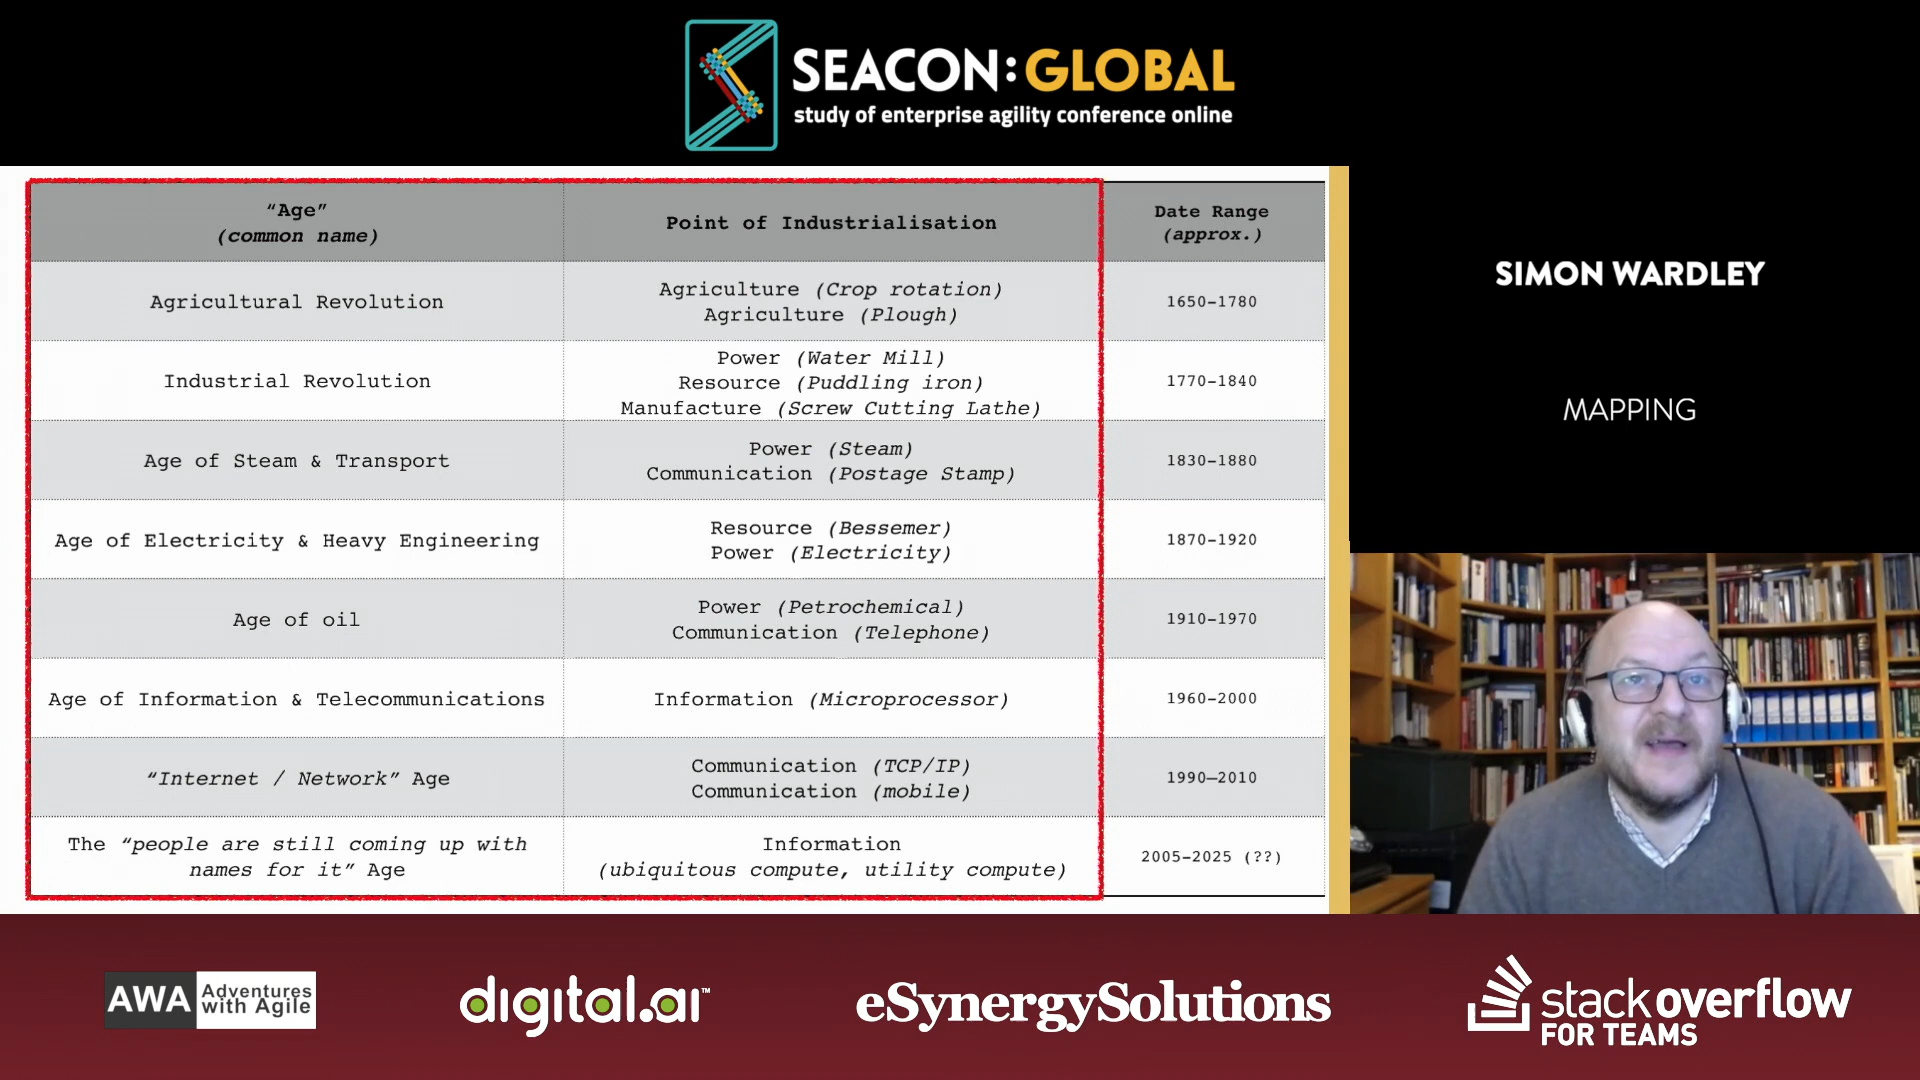 SEACON:GLOBAL
study of enterprise agility conference online
“Age”
(common name)
Point of Industrialisation
Date Range
(approx.)
Agricultural Revolution
Agriculture (Crop rotation)
Agriculture (Plough)
1650-1780
Industrial Revolution
Power (Water Mill)
Resource (Puddling iron)
Manufacture (Screw Cutting Lathe)
1770-1840
Age of Steam & Transport
Power (Steam)
Communication (Postage Stamp)
1830-1880
Age of Electricity & Heavy Engineering
Resource (Bessemer)
Power (Electricity)
1870-1920
Age of oil
Power (Petrochemical)
Communication (Telephone)
1910-1970
Age of Information & Telecommunications
Information (Microprocessor)
1960-2000
“Internet / Network” Age
Communication (TCP/IP)
Communication (mobile)
1990—2010
The “people are still coming up with
names for it” Age
Information
(ubiquitous compute, utility compute)
2005-2025 (??)
SIMON WARDLEY
MAPPING
AWA Adventures
with Agile
digital.ai™
eSynergySolutions
stackoverflow
FOR TEAMS